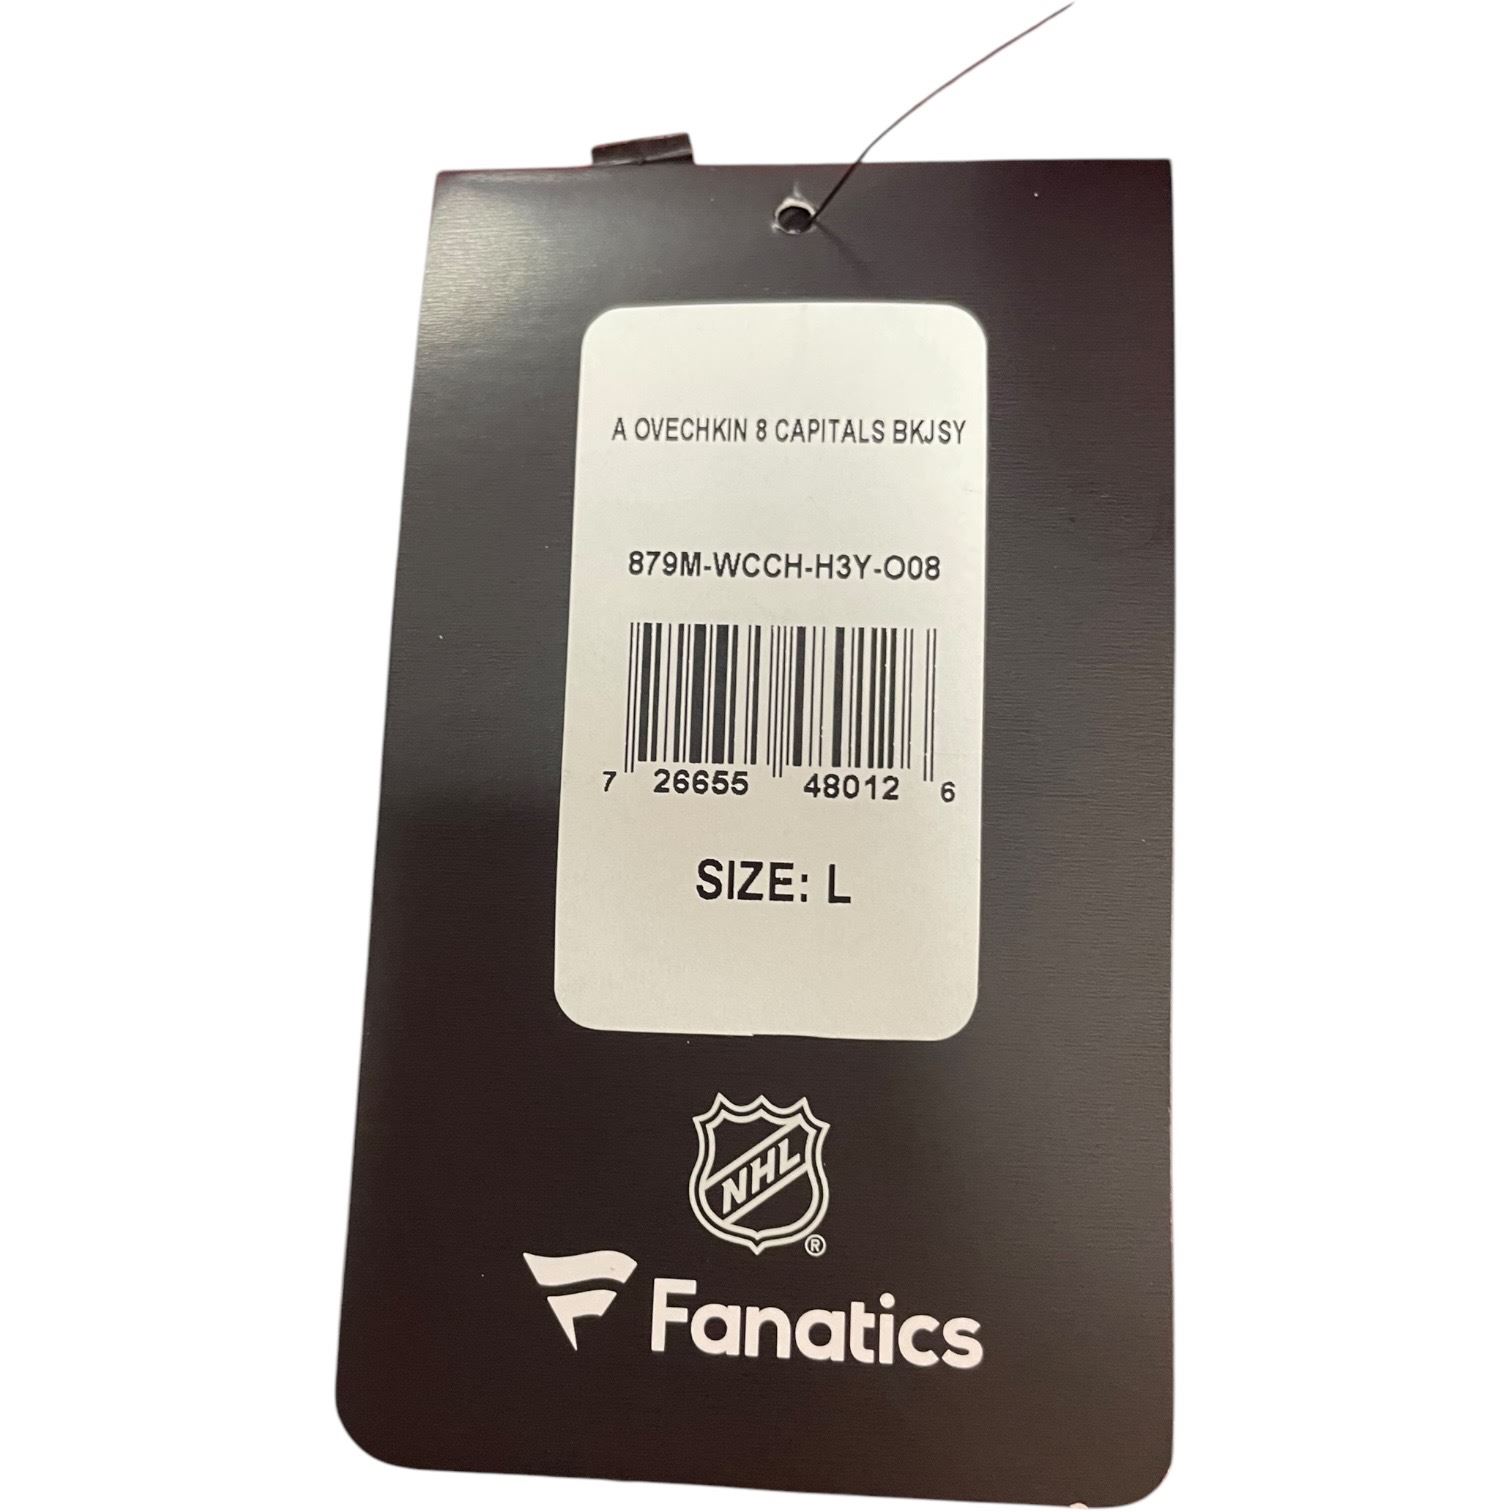 A OVECHKIN 8 CAPITALS BKJSY
879M-WCCH-H3Y-O08
7 26655 48012 6
SIZE: L
NHL
®
Fanatics